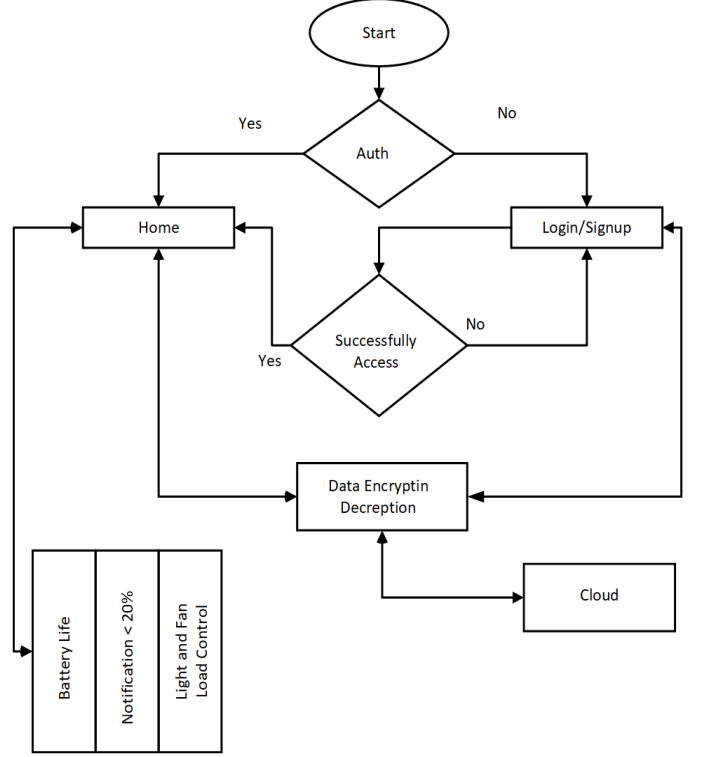 Start
Yes
No
Auth
Home
Login/Signup
Successfully
Access
No
Yes
Data Encryptin
Decreption
Cloud
Battery Life
Notification < 20%
Light and Fan
Load Control